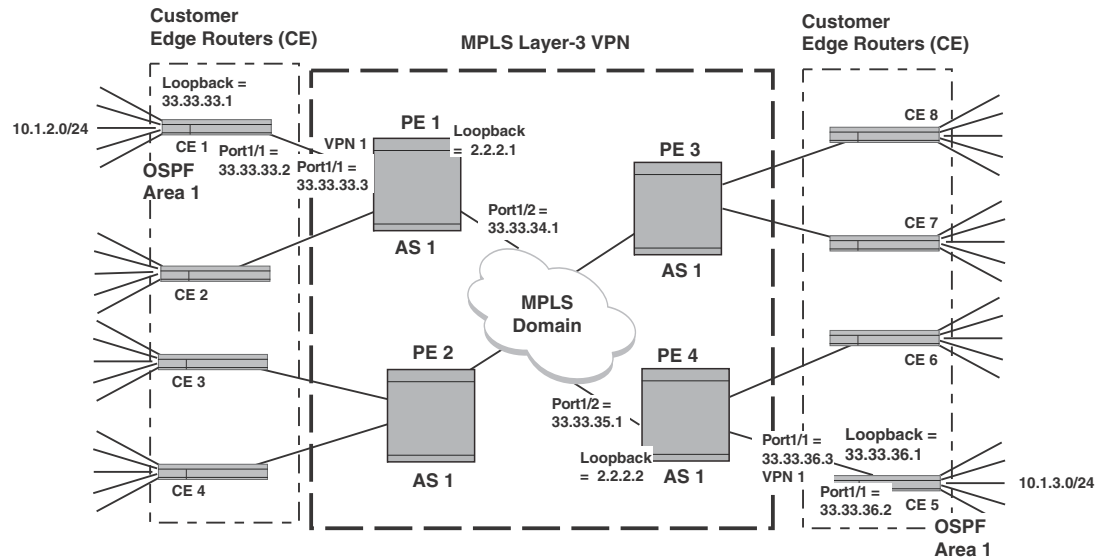 Customer
Edge Routers (CE)
MPLS Layer-3 VPN
Customer
Edge Routers (CE)
Loopback =
33.33.33.1
10.1.2.0/24
CE 1
Port1/1 =
33.33.33.2
OSPF
Area 1
VPN 1
Port1/1 =
33.33.33.3
PE 1
Loopback
= 2.2.2.1
AS 1
Port1/2 =
33.33.34.1
PE 3
AS 1
CE 8
CE 7
CE 2
MPLS
Domain
CE 3
PE 2
AS 1
CE 4
PE 4
Port1/2 =
33.33.35.1
Loopback
= 2.2.2.2
AS 1
CE 6
Port1/1 =
33.33.36.3
VPN 1
Loopback =
33.33.36.1
Port1/1 =
33.33.36.2
CE 5
10.1.3.0/24
OSPF
Area 1